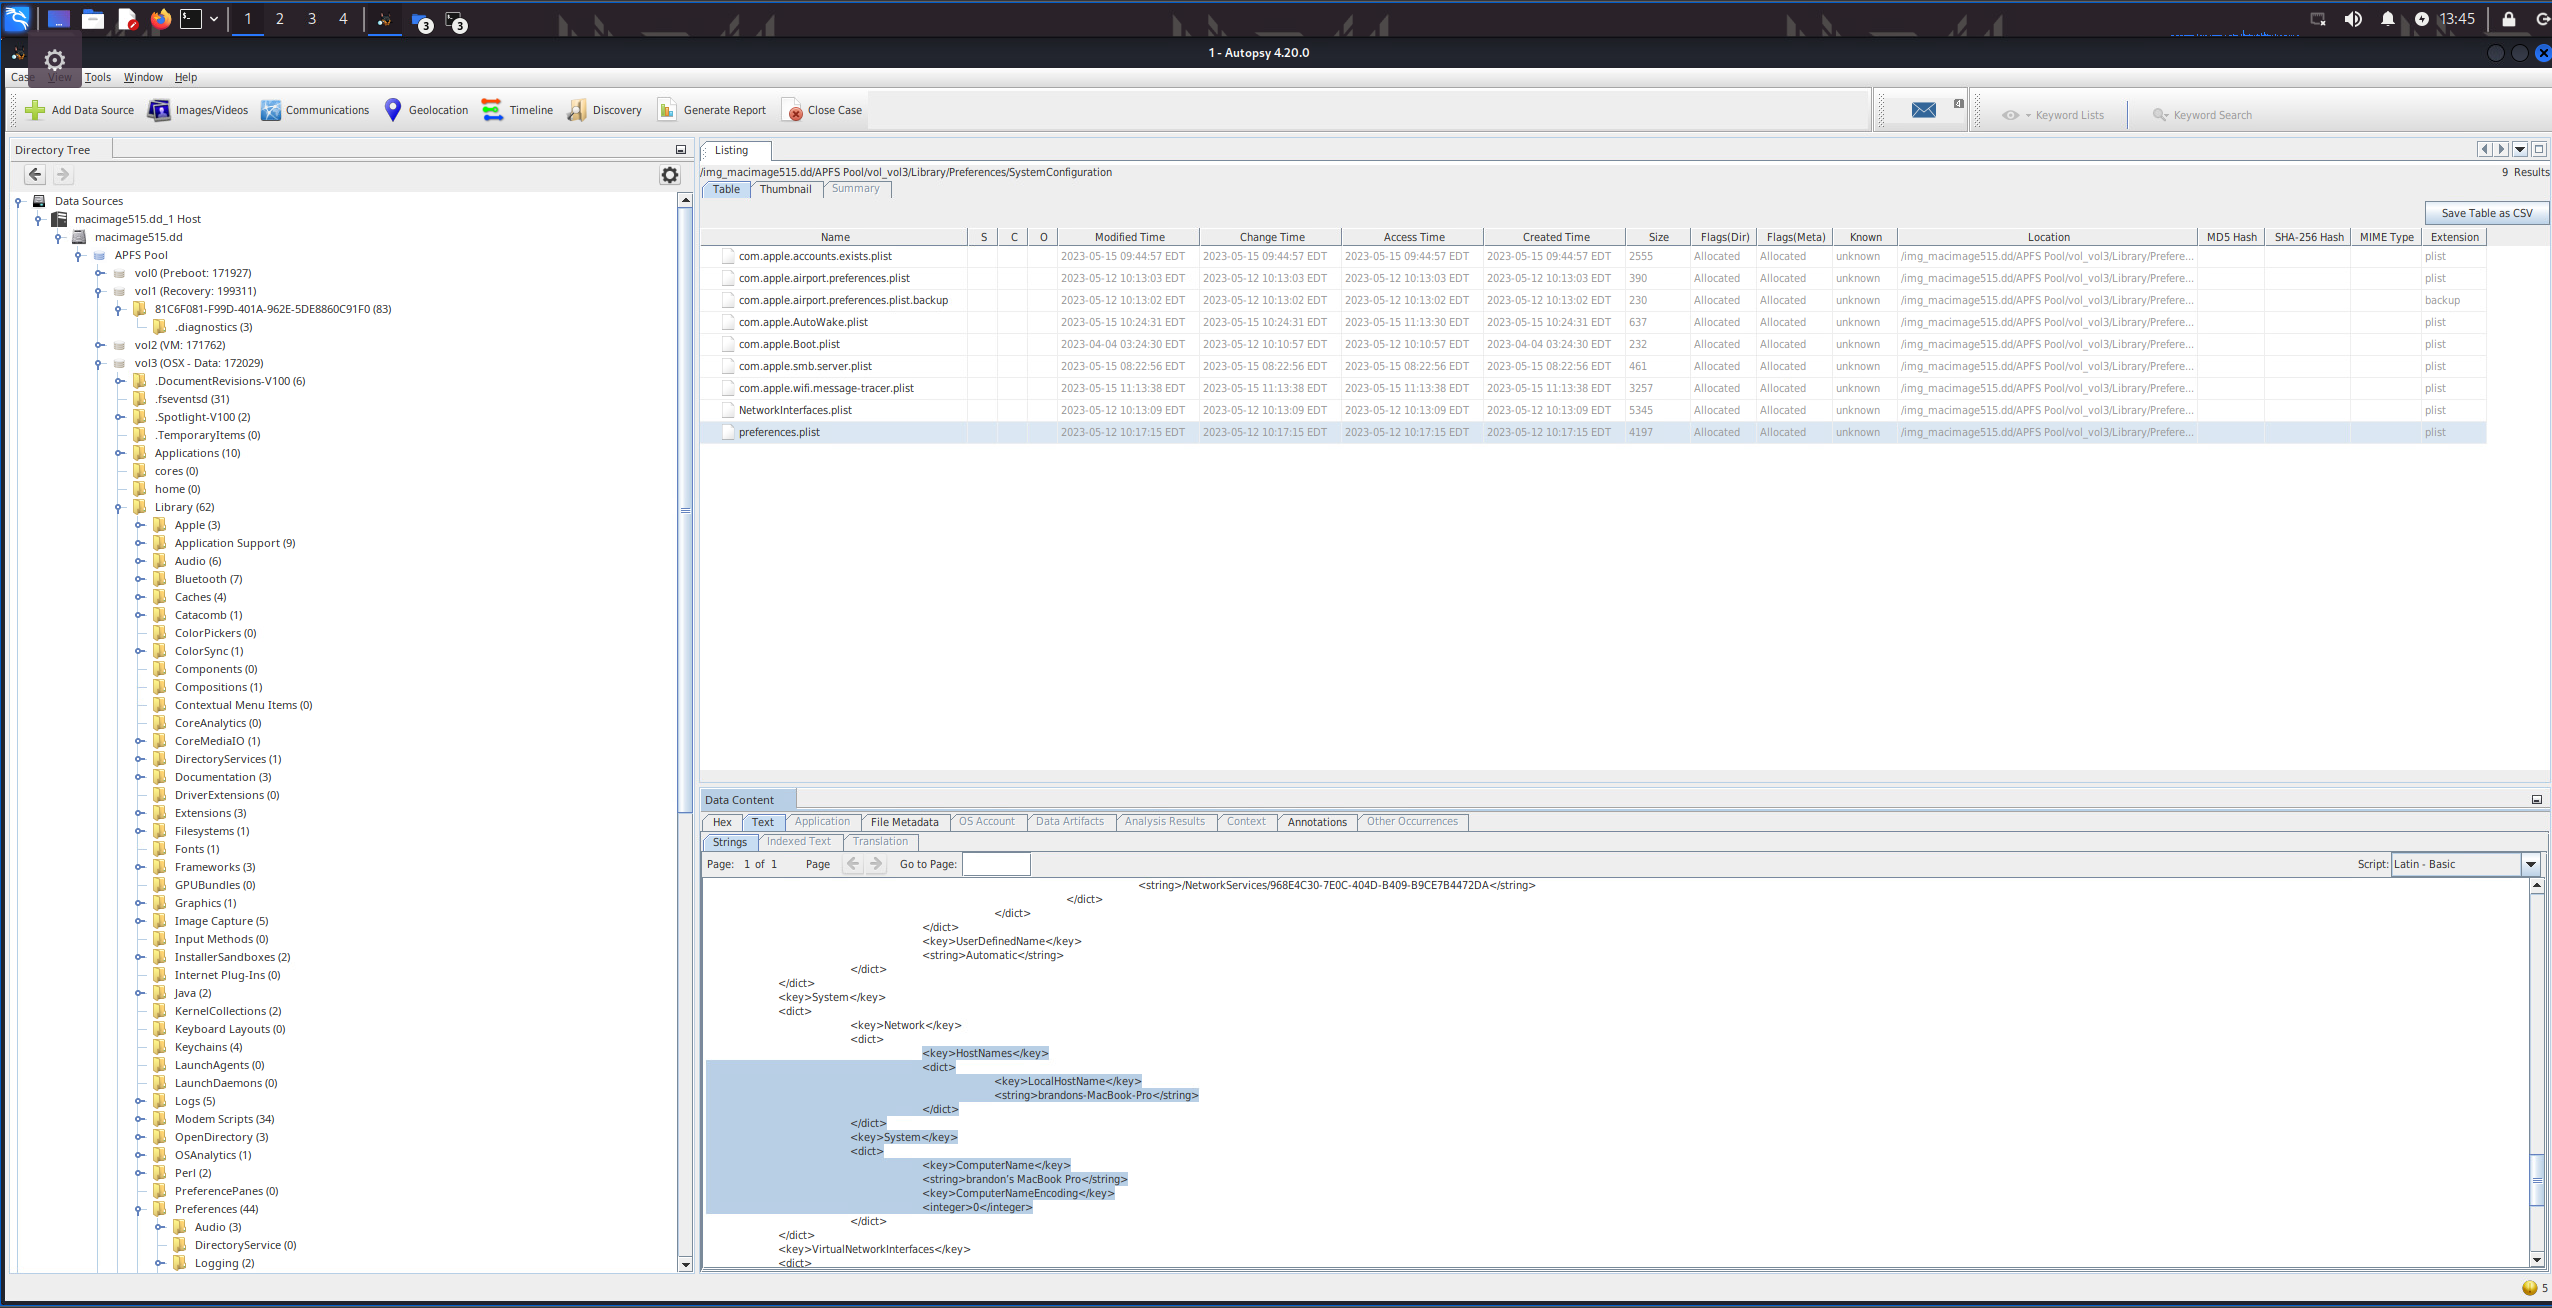 1 2 3 4 3 3 13:45
1 - Autopsy 4.20.0
Case View Tools Window Help
Add Data Source Images/Videos Communications Geolocation Timeline Discovery Generate Report Close Case 4 Keyword Lists Keyword Search
Directory Tree
Data Sources
macimage515.dd_1 Host
macimage515.dd
APFS Pool
vol0 (Preboot: 171927)
vol1 (Recovery: 199311)
81C6F081-F99D-401A-962E-5DE8860C91F0 (83)
.diagnostics (3)
vol2 (VM: 171762)
vol3 (OSX - Data: 172029)
.DocumentRevisions-V100 (6)
.fseventsd (31)
.Spotlight-V100 (2)
.TemporaryItems (0)
Applications (10)
cores (0)
home (0)
Library (62)
Apple (3)
Application Support (9)
Audio (6)
Bluetooth (7)
Caches (4)
Catacomb (1)
ColorPickers (0)
ColorSync (1)
Components (0)
Compositions (1)
Contextual Menu Items (0)
CoreAnalytics (0)
CoreMediaIO (1)
DirectoryServices (1)
Documentation (3)
DriverExtensions (0)
Extensions (3)
Filesystems (1)
Fonts (1)
Frameworks (3)
GPUBundles (0)
Graphics (1)
Image Capture (5)
Input Methods (0)
InstallerSandboxes (2)
Internet Plug-Ins (0)
Java (2)
KernelCollections (2)
Keyboard Layouts (0)
Keychains (4)
LaunchAgents (0)
LaunchDaemons (0)
Logs (5)
Modem Scripts (34)
OpenDirectory (3)
OSAnalytics (1)
Perl (2)
PreferencePanes (0)
Preferences (44)
Audio (3)
DirectoryService (0)
Logging (2)
Listing
/img_macimage515.dd/APFS Pool/vol_vol3/Library/Preferences/SystemConfiguration
9 Results
Table Thumbnail Summary
Save Table as CSV
Name S C O Modified Time Change Time Access Time Created Time Size Flags(Dir) Flags(Meta) Known Location MD5 Hash SHA-256 Hash MIME Type Extension
com.apple.accounts.exists.plist 2023-05-15 09:44:57 EDT 2023-05-15 09:44:57 EDT 2023-05-15 09:44:57 EDT 2023-05-15 09:44:57 EDT 2555 Allocated Allocated unknown /img_macimage515.dd/APFS Pool/vol_vol3/Library/Prefere... plist
com.apple.airport.preferences.plist 2023-05-12 10:13:03 EDT 2023-05-12 10:13:03 EDT 2023-05-12 10:13:03 EDT 2023-05-12 10:13:03 EDT 390 Allocated Allocated unknown /img_macimage515.dd/APFS Pool/vol_vol3/Library/Prefere... plist
com.apple.airport.preferences.plist.backup 2023-05-12 10:13:02 EDT 2023-05-12 10:13:02 EDT 2023-05-12 10:13:02 EDT 2023-05-12 10:13:02 EDT 230 Allocated Allocated unknown /img_macimage515.dd/APFS Pool/vol_vol3/Library/Prefere... backup
com.apple.AutoWake.plist 2023-05-15 10:24:31 EDT 2023-05-15 10:24:31 EDT 2023-05-15 11:13:30 EDT 2023-05-15 10:24:31 EDT 637 Allocated Allocated unknown /img_macimage515.dd/APFS Pool/vol_vol3/Library/Prefere... plist
com.apple.Boot.plist 2023-04-04 03:24:30 EDT 2023-05-12 10:10:57 EDT 2023-05-12 10:10:57 EDT 2023-04-04 03:24:30 EDT 232 Allocated Allocated unknown /img_macimage515.dd/APFS Pool/vol_vol3/Library/Prefere... plist
com.apple.smb.server.plist 2023-05-15 08:22:56 EDT 2023-05-15 08:22:56 EDT 2023-05-15 08:22:56 EDT 2023-05-15 08:22:56 EDT 461 Allocated Allocated unknown /img_macimage515.dd/APFS Pool/vol_vol3/Library/Prefere... plist
com.apple.wifi.message-tracer.plist 2023-05-15 11:13:38 EDT 2023-05-15 11:13:38 EDT 2023-05-15 11:13:38 EDT 2023-05-15 11:13:38 EDT 3257 Allocated Allocated unknown /img_macimage515.dd/APFS Pool/vol_vol3/Library/Prefere... plist
NetworkInterfaces.plist 2023-05-12 10:13:09 EDT 2023-05-12 10:13:09 EDT 2023-05-12 10:13:09 EDT 2023-05-12 10:13:09 EDT 5345 Allocated Allocated unknown /img_macimage515.dd/APFS Pool/vol_vol3/Library/Prefere... plist
preferences.plist 2023-05-12 10:17:15 EDT 2023-05-12 10:17:15 EDT 2023-05-12 10:17:15 EDT 2023-05-12 10:17:15 EDT 4197 Allocated Allocated unknown /img_macimage515.dd/APFS Pool/vol_vol3/Library/Prefere... plist
Data Content
Hex Text Application File Metadata OS Account Data Artifacts Analysis Results Context Annotations Other Occurrences
Strings Indexed Text Translation
Page: 1 of 1 Page Go to Page: Script: Latin - Basic
<string>/NetworkServices/968E4C30-7E0C-404D-B409-B9CE7B4472DA</string>
</dict>
</dict>
</dict>
<key>UserDefinedName</key>
<string>Automatic</string>
</dict>
</dict>
<key>System</key>
<dict>
<key>Network</key>
<dict>
<key>HostNames</key>
<dict>
<key>LocalHostName</key>
<string>brandons-MacBook-Pro</string>
</dict>
</dict>
<key>System</key>
<dict>
<key>ComputerName</key>
<string>brandon's MacBook Pro</string>
<key>ComputerNameEncoding</key>
<integer>0</integer>
</dict>
</dict>
<key>VirtualNetworkInterfaces</key>
<dict>
5